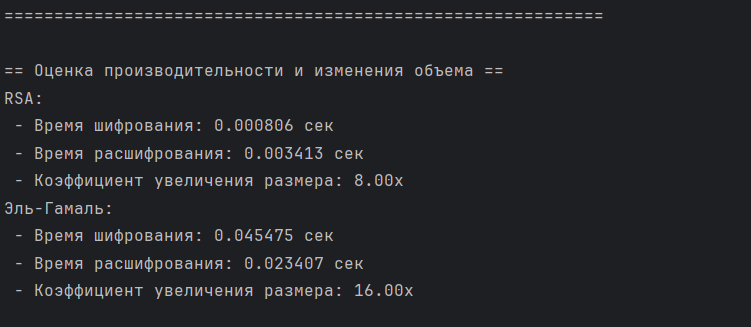 ============================================================
== Оценка производительности и изменения объема ==
RSA:
- Время шифрования: 0.000806 сек
- Время расшифрования: 0.003413 сек
- Коэффициент увеличения размера: 8.00x
Эль-Гамаль:
- Время шифрования: 0.045475 сек
- Время расшифрования: 0.023407 сек
- Коэффициент увеличения размера: 16.00x